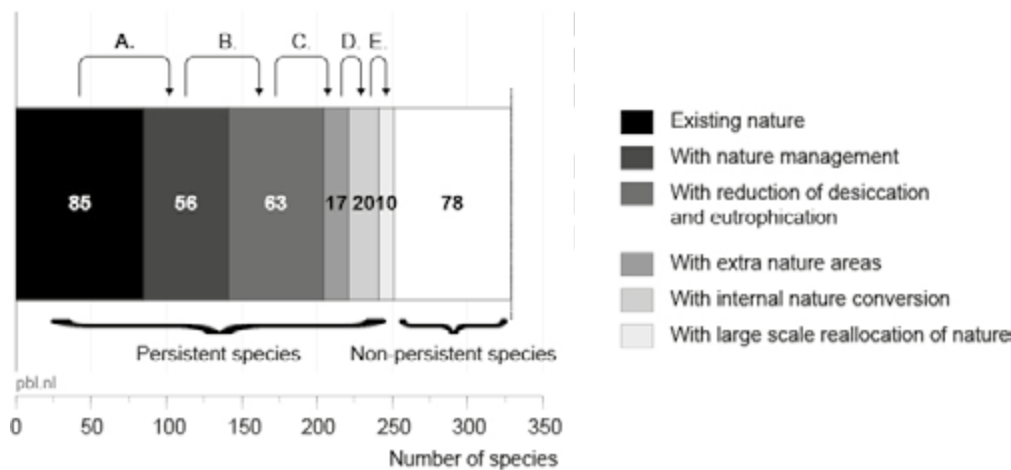 A. B. C. D. E.
85 56 63 17 20 10 78
Persistent species Non-persistent species
pbl.nl
0 50 100 150 200 250 300 350
Number of species
Existing nature
With nature management
With reduction of desiccation
and eutrophication
With extra nature areas
With internal nature conversion
With large scale reallocation of nature